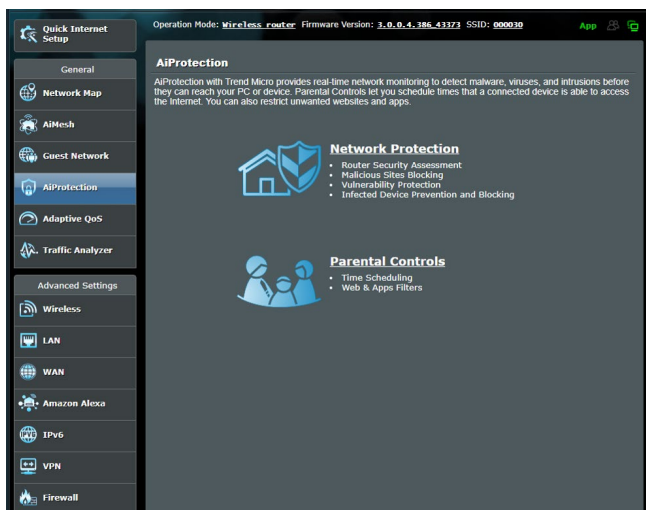 Quick Internet
Setup
Operation Mode: Wireless router Firmware Version: 3.0.0.4.386_43373 SSID: 000030
App
General
Network Map
AiMesh
Guest Network
AiProtection
Adaptive QoS
Traffic Analyzer
Advanced Settings
Wireless
LAN
WAN
Amazon Alexa
IPv6
VPN
Firewall
AiProtection
AiProtection with Trend Micro provides real-time network monitoring to detect malware, viruses, and intrusions before
they can reach your PC or device. Parental Controls let you schedule times that a connected device is able to access
the Internet. You can also restrict unwanted websites and apps.
Network Protection
• Router Security Assessment
• Malicious Sites Blocking
• Vulnerability Protection
• Infected Device Prevention and Blocking
Parental Controls
• Time Scheduling
• Web & Apps Filters